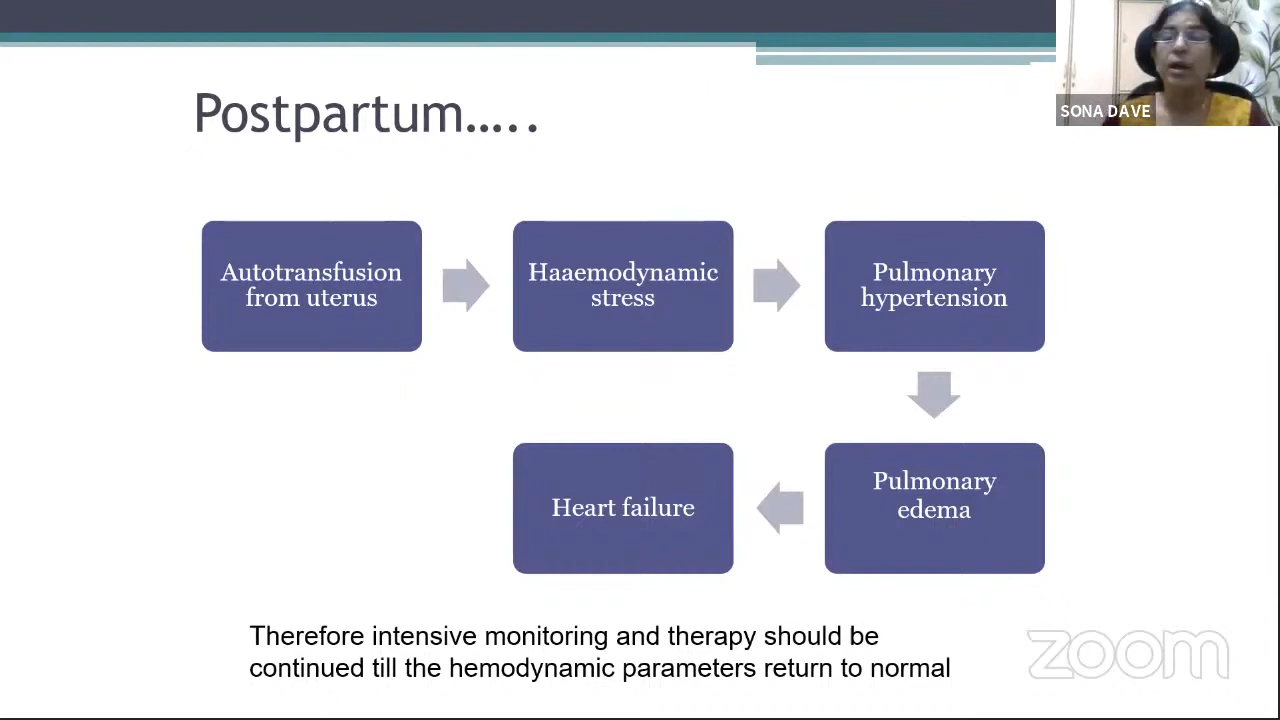 SONA DAVE
Postpartum.....
Autotransfusion
from uterus
Haaemodynamic
stress
Pulmonary
hypertension
Pulmonary
edema
Heart failure
Therefore intensive monitoring and therapy should be
continued till the hemodynamic parameters return to normal
zoom